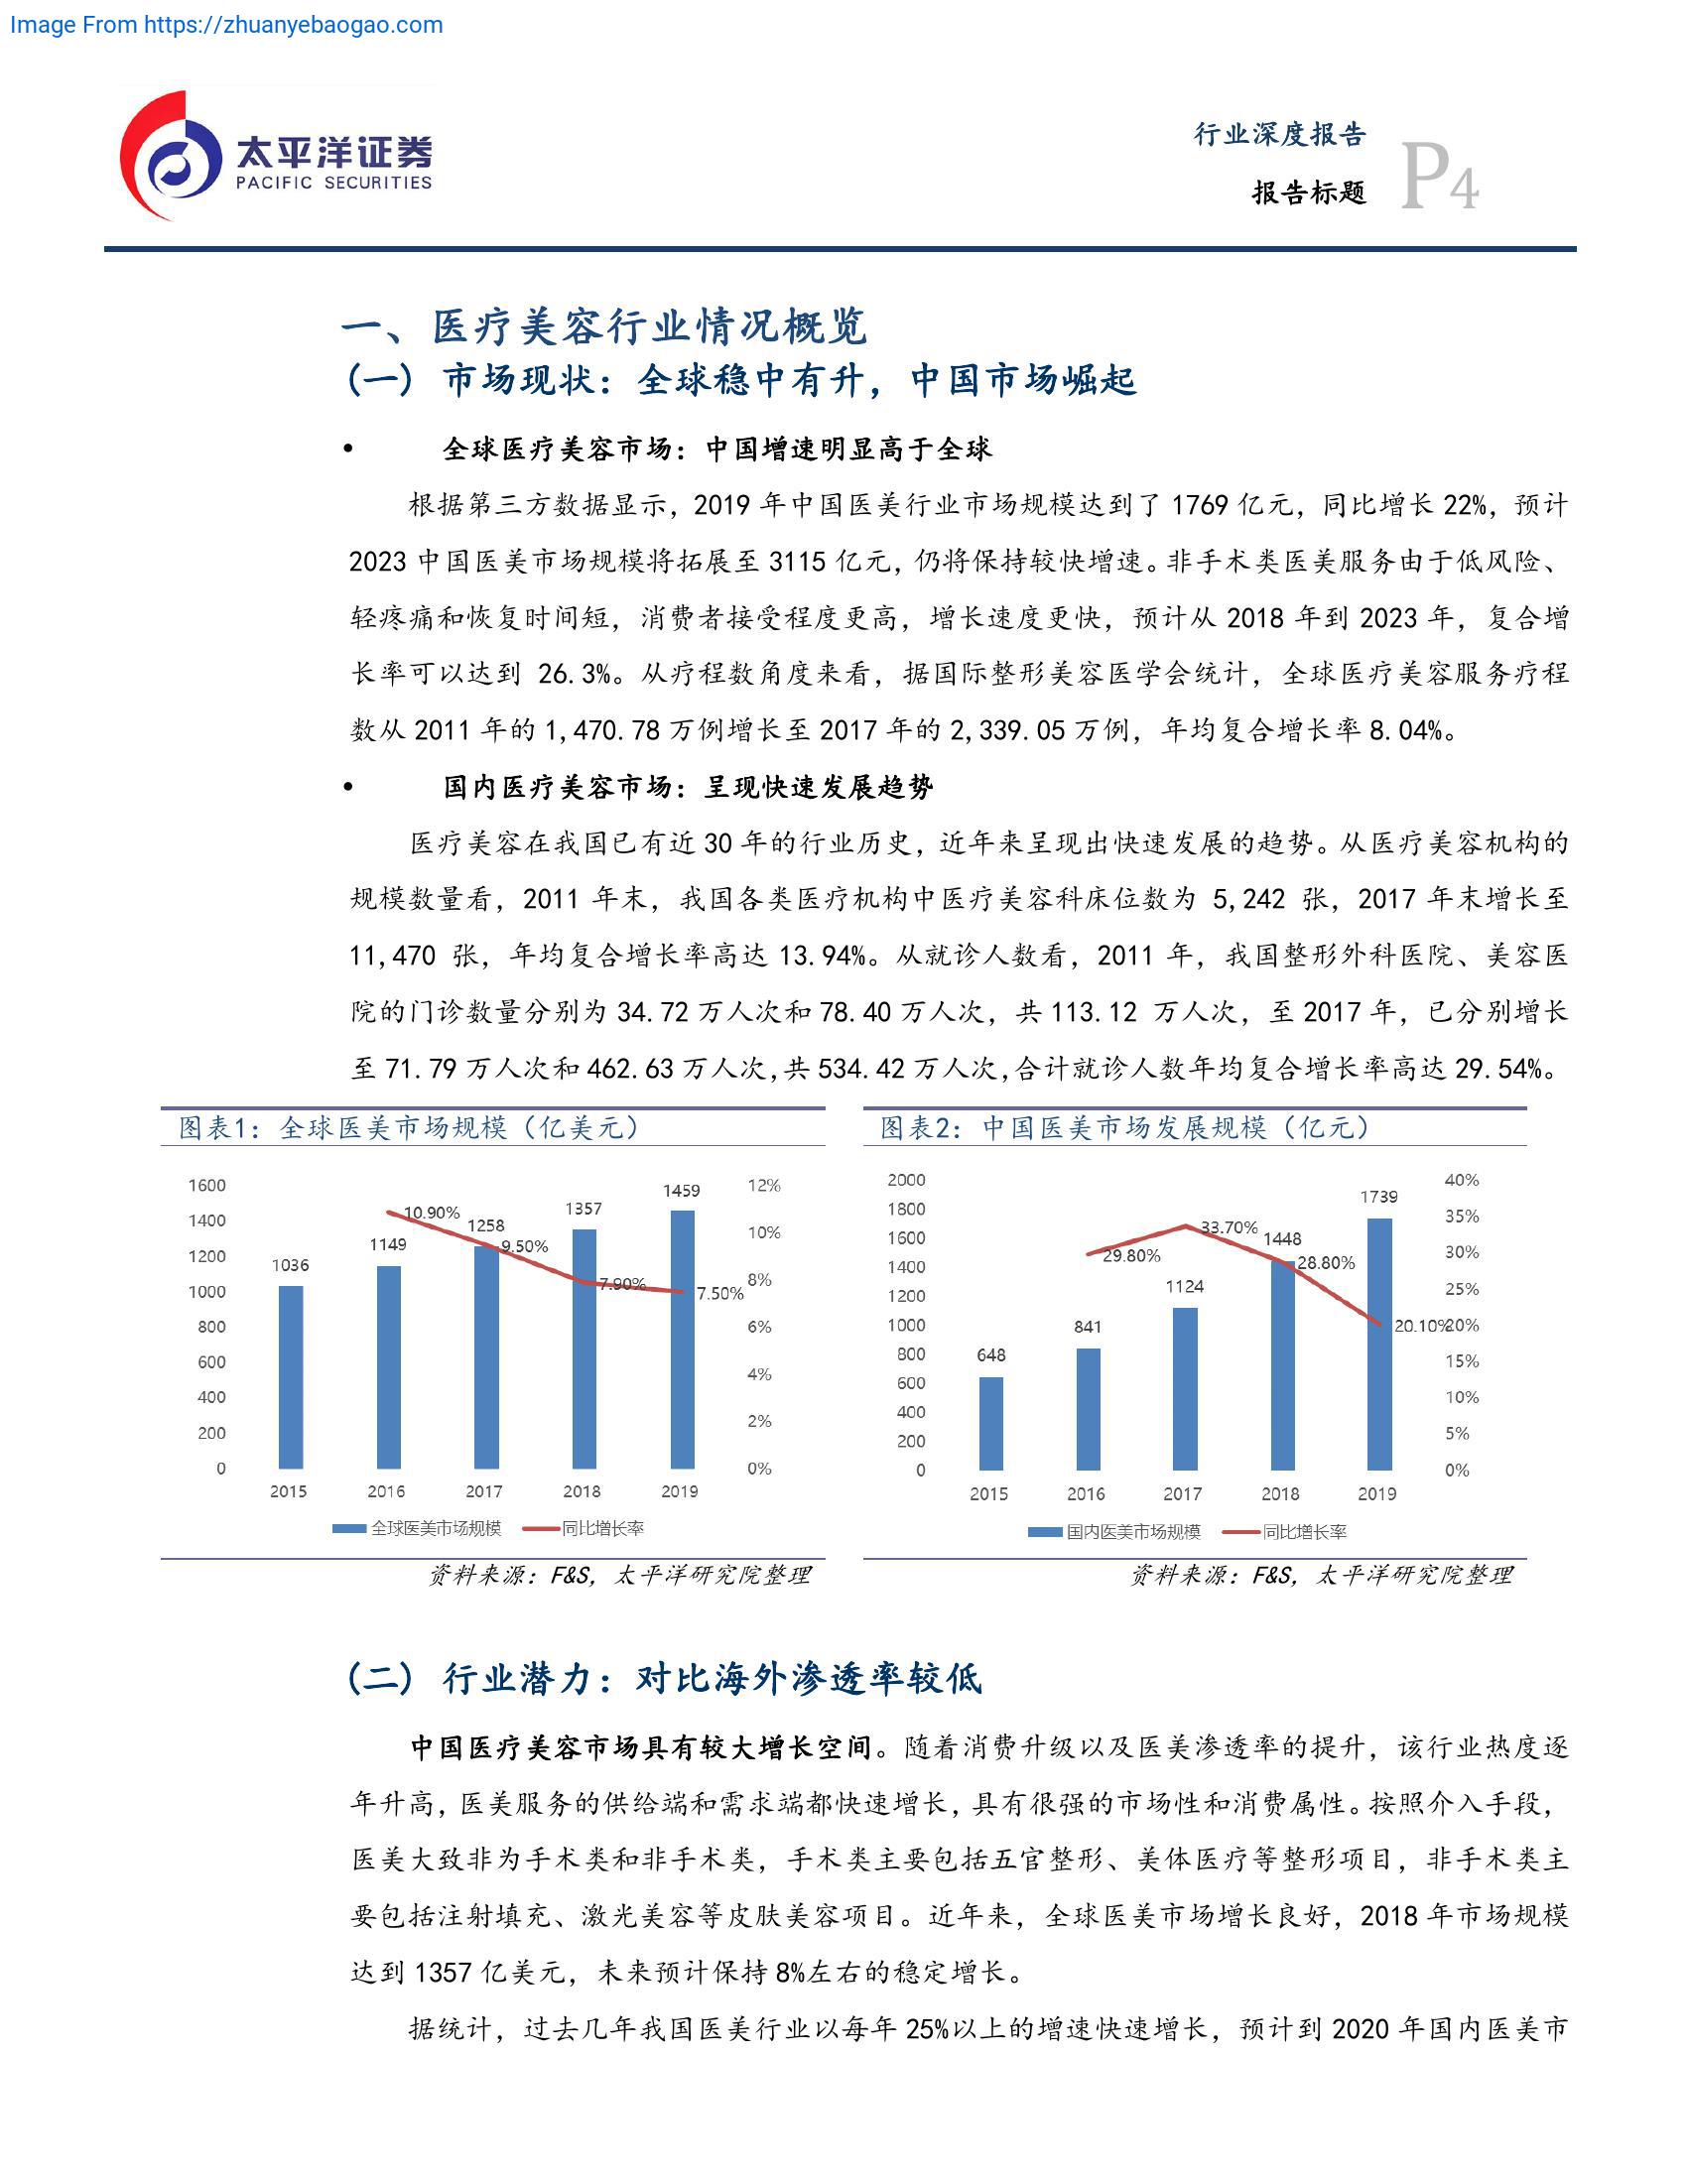 Image From https://zhuanyebaogao.com
太平洋证券
PACIFIC SECURITIES
行业深度报告
报告标题
P4
一、医疗美容行业情况概览
(一) 市场现状：全球稳中有升，中国市场崛起
• 全球医疗美容市场：中国增速明显高于全球
根据第三方数据显示，2019 年中国医美行业市场规模达到了 1769 亿元，同比增长 22%，预计
2023 中国医美市场规模将拓展至 3115 亿元，仍将保持较快增速。非手术类医美服务由于低风险、
轻疼痛和恢复时间短，消费者接受程度更高，增长速度更快，预计从 2018 年到 2023 年，复合增
长率可以达到 26.3%。从疗程数角度来看，据国际整形美容医学会统计，全球医疗美容服务疗程
数从 2011 年的 1,470.78 万例增长至 2017 年的 2,339.05 万例，年均复合增长率 8.04%。
• 国内医疗美容市场：呈现快速发展趋势
医疗美容在我国已有近 30 年的行业历史，近年来呈现出快速发展的趋势。从医疗美容机构的
规模数量看，2011 年末，我国各类医疗机构中医疗美容科床位数为 5,242 张，2017 年末增长至
11,470 张，年均复合增长率高达 13.94%。从就诊人数看，2011 年，我国整形外科医院、美容医
院的门诊数量分别为 34.72 万人次和 78.40 万人次，共 113.12 万人次，至 2017 年，已分别增长
至 71.79 万人次和 462.63 万人次，共 534.42 万人次，合计就诊人数年均复合增长率高达 29.54%。
图表1：全球医美市场规模（亿美元）
1600
1400
1200
1000
800
600
400
200
0
12%
10%
8%
6%
4%
2%
0%
1036
1149
1258
1357
1459
10.90%
9.50%
7.90%
7.50%
2015 2016 2017 2018 2019
全球医美市场规模 同比增长率
资料来源：F&S，太平洋研究院整理
图表2：中国医美市场发展规模（亿元）
2000
1800
1600
1400
1200
1000
800
600
400
200
0
40%
35%
30%
25%
20%
15%
10%
5%
0%
648
841
1124
1448
1739
29.80%
33.70%
28.80%
20.10%
2015 2016 2017 2018 2019
国内医美市场规模 同比增长率
资料来源：F&S，太平洋研究院整理
(二) 行业潜力：对比海外渗透率较低
中国医疗美容市场具有较大增长空间。随着消费升级以及医美渗透率的提升，该行业热度逐
年升高，医美服务的供给端和需求端都快速增长，具有很强的市场性和消费属性。按照介入手段，
医美大致非为手术类和非手术类，手术类主要包括五官整形、美体医疗等整形项目，非手术类主
要包括注射填充、激光美容等皮肤美容项目。近年来，全球医美市场增长良好，2018 年市场规模
达到 1357 亿美元，未来预计保持 8%左右的稳定增长。
据统计，过去几年我国医美行业以每年 25%以上的增速快速增长，预计到 2020 年国内医美市